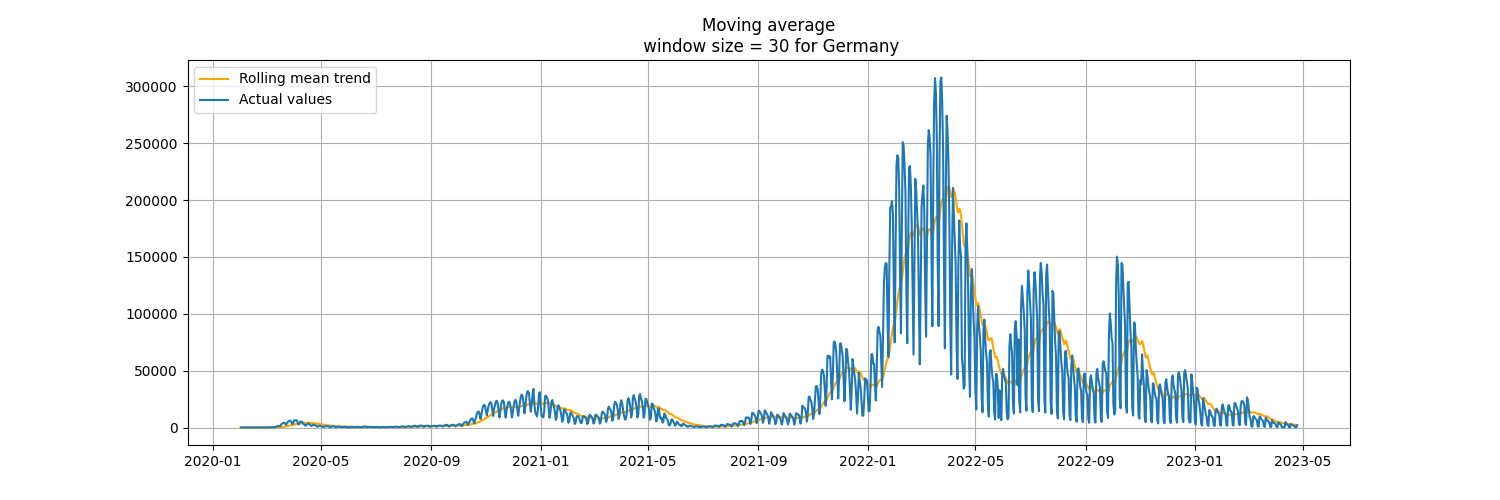 Moving average
window size = 30 for Germany
Rolling mean trend
Actual values
300000
250000
200000
150000
100000
50000
0
2020-01 2020-05 2020-09 2021-01 2021-05 2021-09 2022-01 2022-05 2022-09 2023-01 2023-05